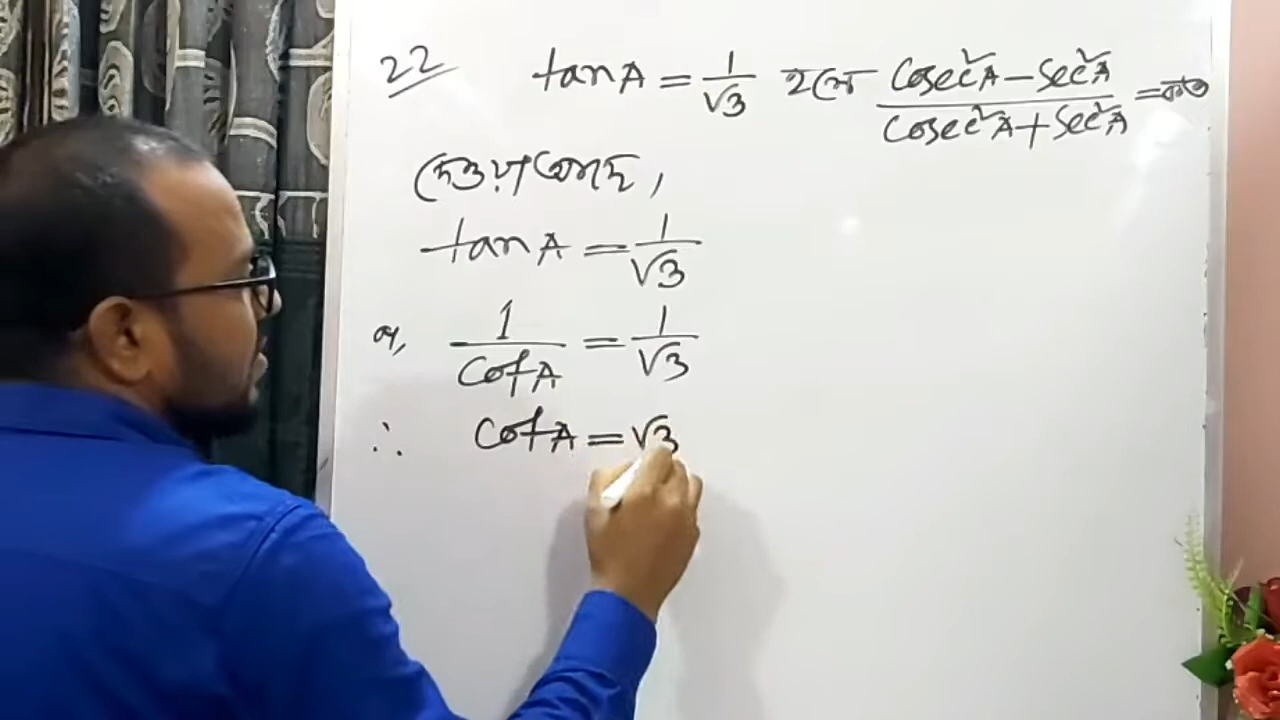 22 tanA = 1/√3 হলে (Cosec²A − Sec²A)/(Cosec²A + Sec²A) = কত
দেওয়া আছে,
tanA = 1/√3
বা, 1/CotA = 1/√3
∴ CotA = √3